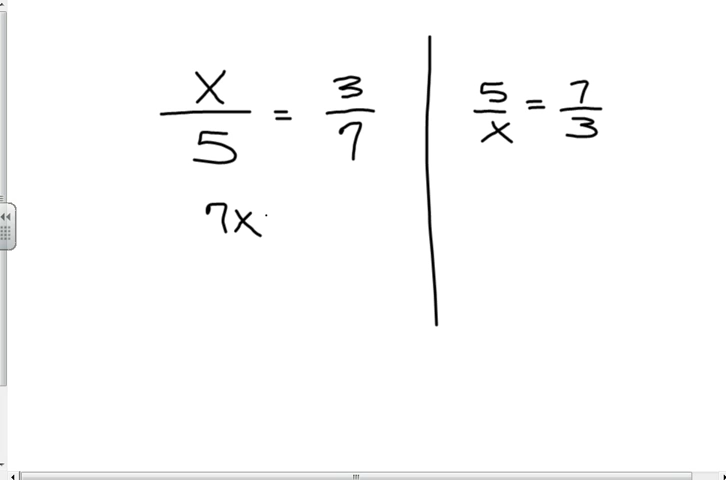 x/5 = 3/7
7x
5/x = 7/3